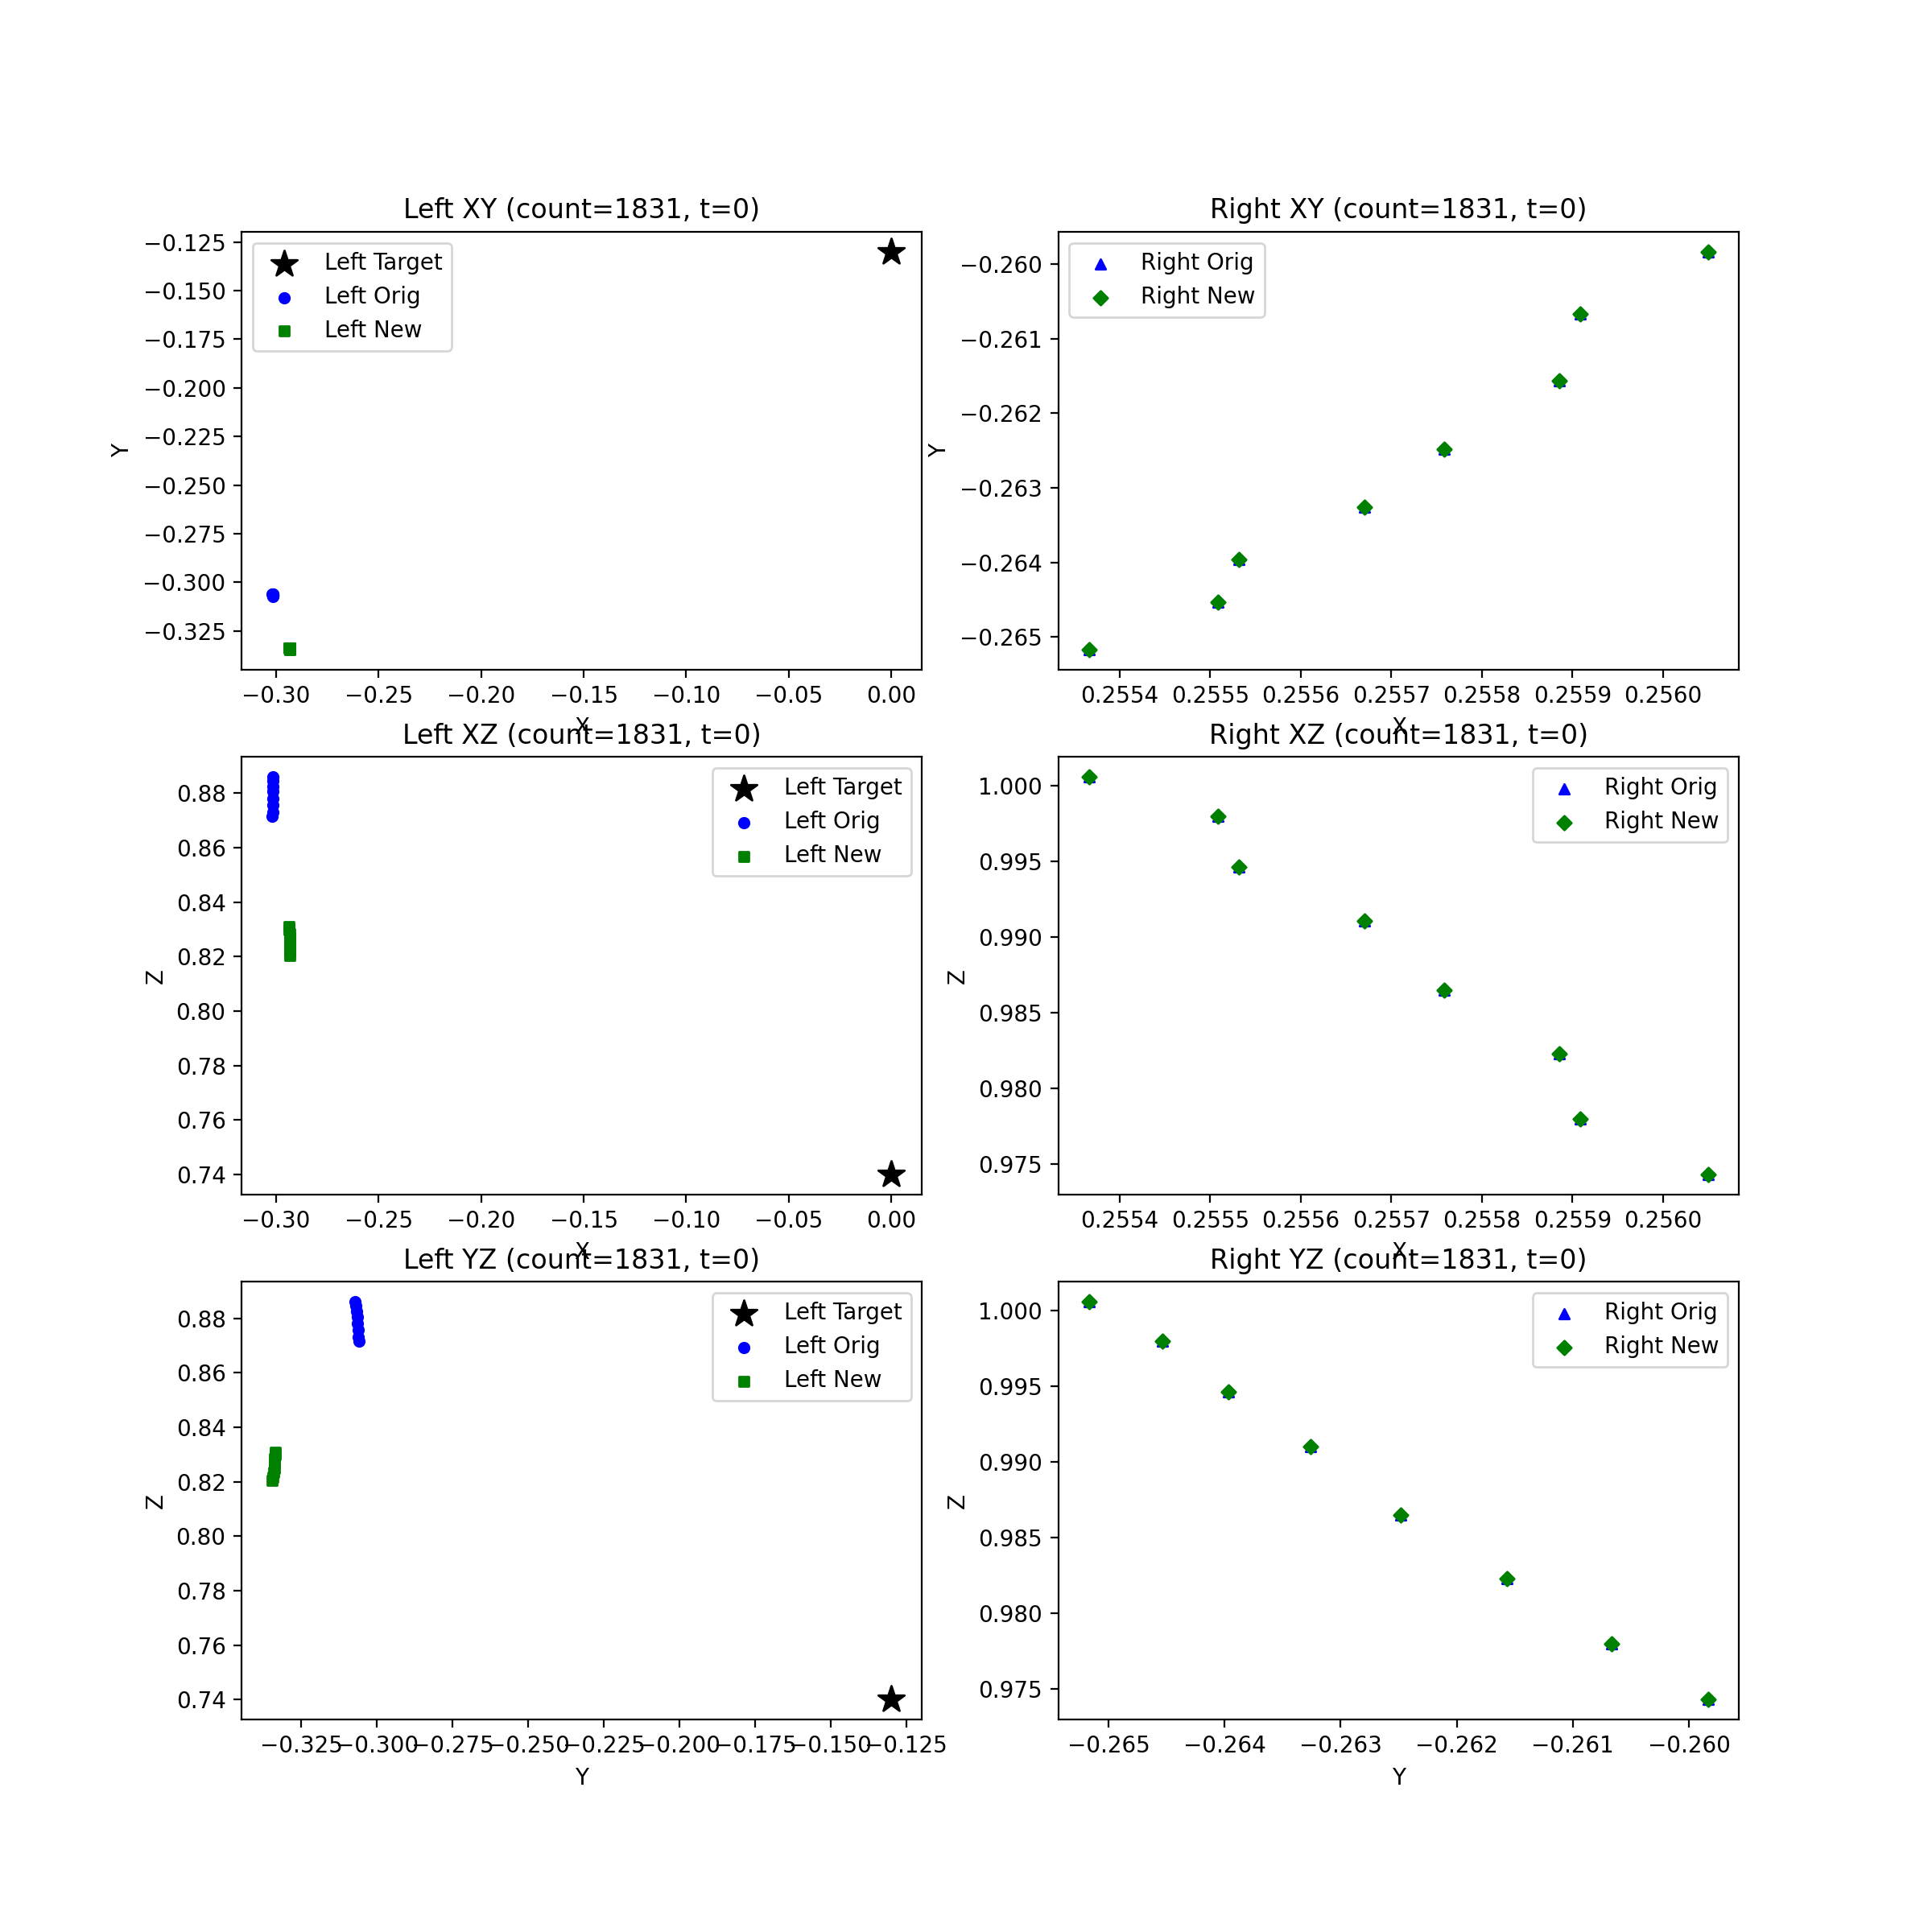 Left XY (count=1831, t=0)
−0.125
−0.150
−0.175
−0.200
−0.225
−0.250
−0.275
−0.300
−0.325
Y
Left Target
Left Orig
Left New
−0.30 −0.25 −0.20 −0.15 −0.10 −0.05 0.00
X
Right XY (count=1831, t=0)
−0.260
−0.261
−0.262
−0.263
−0.264
−0.265
Y
Right Orig
Right New
0.2554 0.2555 0.2556 0.2557 0.2558 0.2559 0.2560
X
Left XZ (count=1831, t=0)
0.88
0.86
0.84
0.82
0.80
0.78
0.76
0.74
Z
Left Target
Left Orig
Left New
−0.30 −0.25 −0.20 −0.15 −0.10 −0.05 0.00
X
Right XZ (count=1831, t=0)
1.000
0.995
0.990
0.985
0.980
0.975
Z
Right Orig
Right New
0.2554 0.2555 0.2556 0.2557 0.2558 0.2559 0.2560
X
Left YZ (count=1831, t=0)
0.88
0.86
0.84
0.82
0.80
0.78
0.76
0.74
Z
Left Target
Left Orig
Left New
−0.325 −0.300 −0.275 −0.250 −0.225 −0.200 −0.175 −0.150 −0.125
Y
Right YZ (count=1831, t=0)
1.000
0.995
0.990
0.985
0.980
0.975
Z
Right Orig
Right New
−0.265 −0.264 −0.263 −0.262 −0.261 −0.260
Y